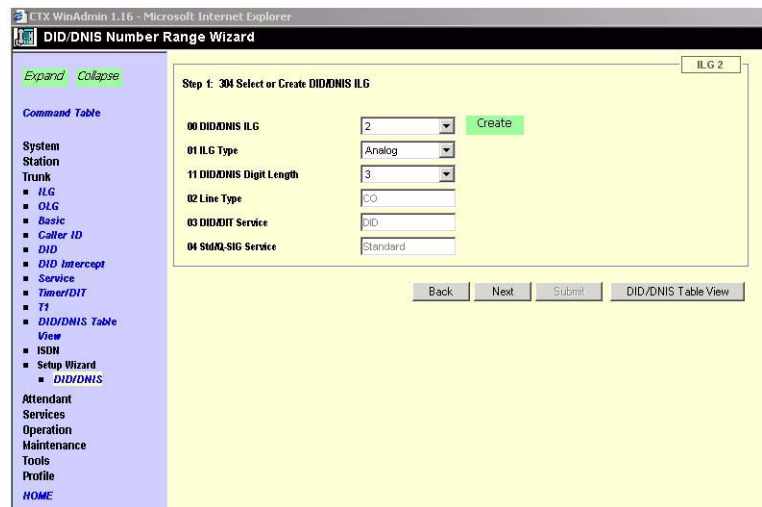 CTX WinAdmin 1.16 - Microsoft Internet Explorer
DID/DNIS Number Range Wizard
Expand Collapse
Command Table
System
Station
Trunk
ILG
OLG
Basic
Caller ID
DID
DID Intercept
Service
Timer/DIT
T1
DID/DNIS Table
View
ISDN
Setup Wizard
DID/DNIS
Attendant
Services
Operation
Maintenance
Tools
Profile
HOME
ILG 2
Step 1: 304 Select or Create DID/DNIS ILG
00 DID/DNIS ILG 2 Create
01 ILG Type Analog
11 DID/DNIS Digit Length 3
02 Line Type CO
03 DID/DIT Service DID
04 Std/Q-SIG Service Standard
Back Next Submit DID/DNIS Table View